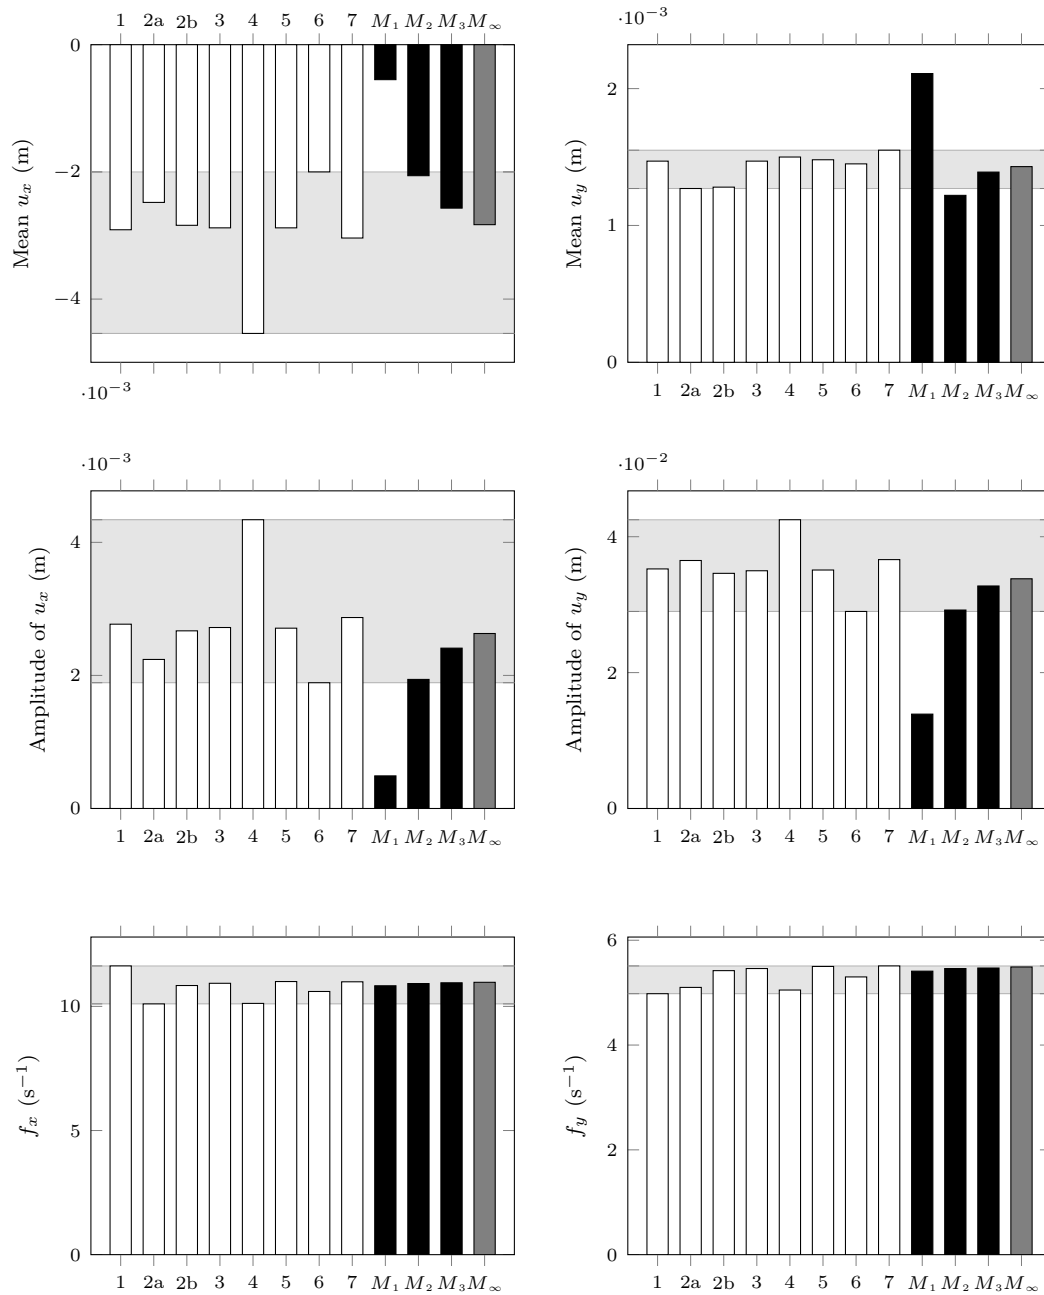 1 2a 2b 3 4 5 6 7 M₁ M₂ M₃ M∞
0
−2
−4
Mean uₓ (m)
·10⁻³
·10⁻³
2
1
0
Mean u_y (m)
1 2a 2b 3 4 5 6 7 M₁ M₂ M₃ M∞
·10⁻³
4
2
0
Amplitude of uₓ (m)
1 2a 2b 3 4 5 6 7 M₁ M₂ M₃ M∞
·10⁻²
4
2
0
Amplitude of u_y (m)
1 2a 2b 3 4 5 6 7 M₁ M₂ M₃ M∞
10
5
0
fₓ (s⁻¹)
1 2a 2b 3 4 5 6 7 M₁ M₂ M₃ M∞
6
4
2
0
f_y (s⁻¹)
1 2a 2b 3 4 5 6 7 M₁ M₂ M₃ M∞